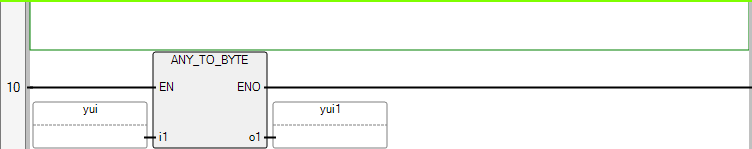 ANY_TO_BYTE
10
EN
ENO
yui
yui1
i1
o1